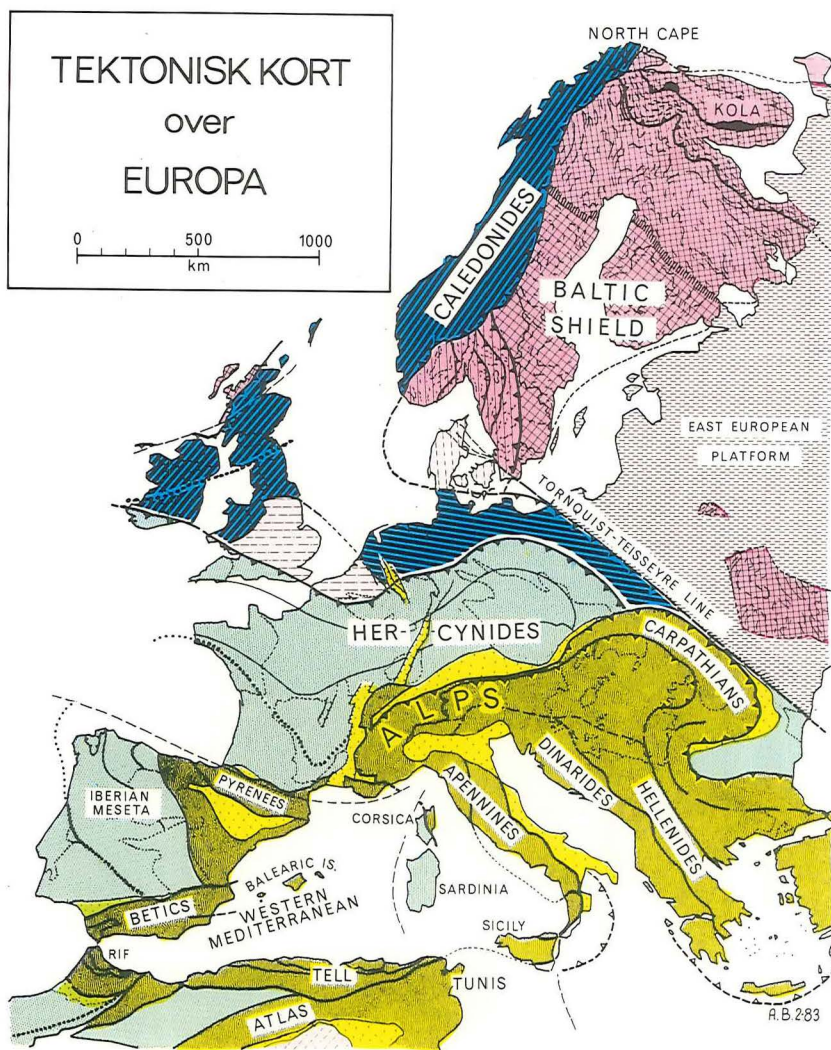 TEKTONISK KORT
over
EUROPA
0 500 1000
km
NORTH CAPE
KOLA
CALEDONIDES
BALTIC
SHIELD
EAST EUROPEAN
PLATFORM
TORNQUIST-TEISSEYRE LINE
HER-CYNIDES
CARPATHIANS
ALPS
DINARIDES
HELLENIDES
APENNINES
PYRENEES
IBERIAN
MESETA
CORSICA
SARDINIA
BALEARIC IS.
WESTERN
MEDITERRANEAN
BETICS
SICILY
RIF
TELL
TUNIS
ATLAS
A.B.2-83